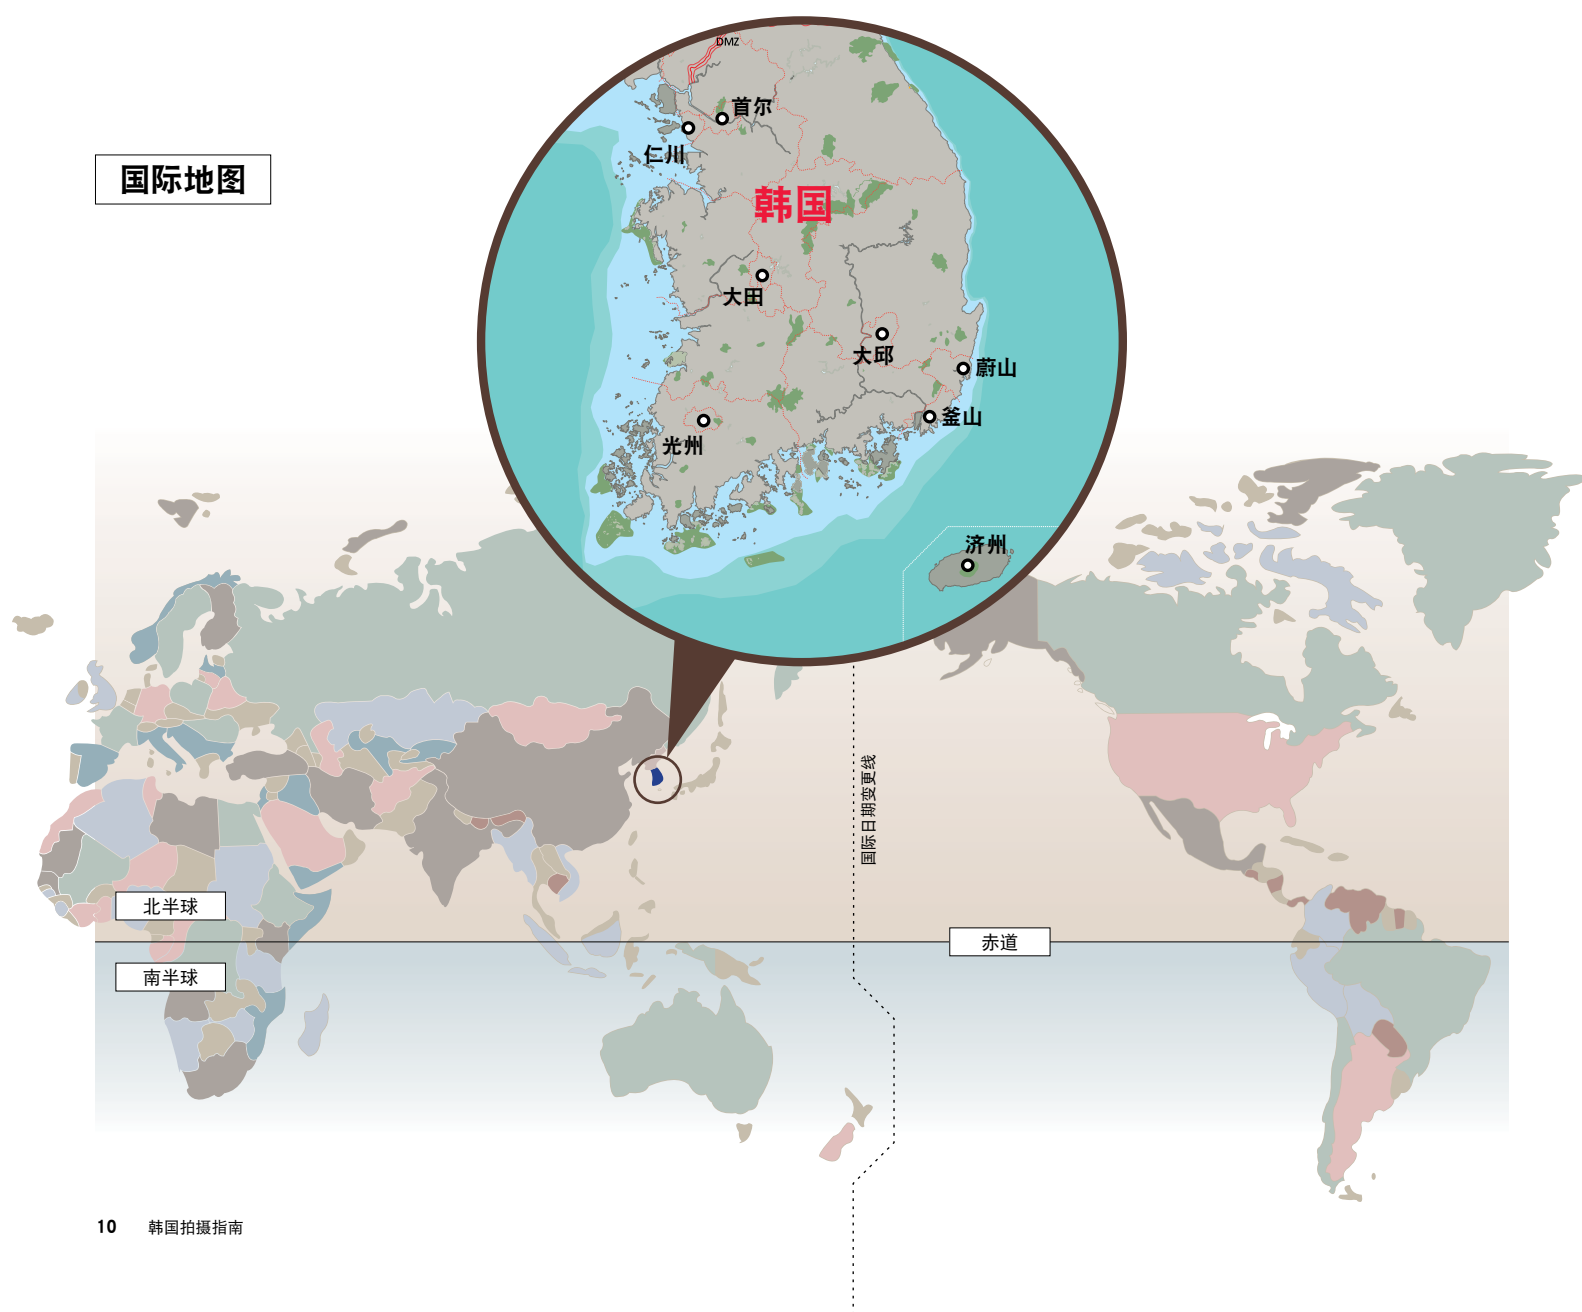 国际地图
DMZ
首尔
仁川
韩国
大田
大邱
蔚山
釜山
光州
济州
国际日期变更线
北半球
赤道
南半球
10 韩国拍摄指南